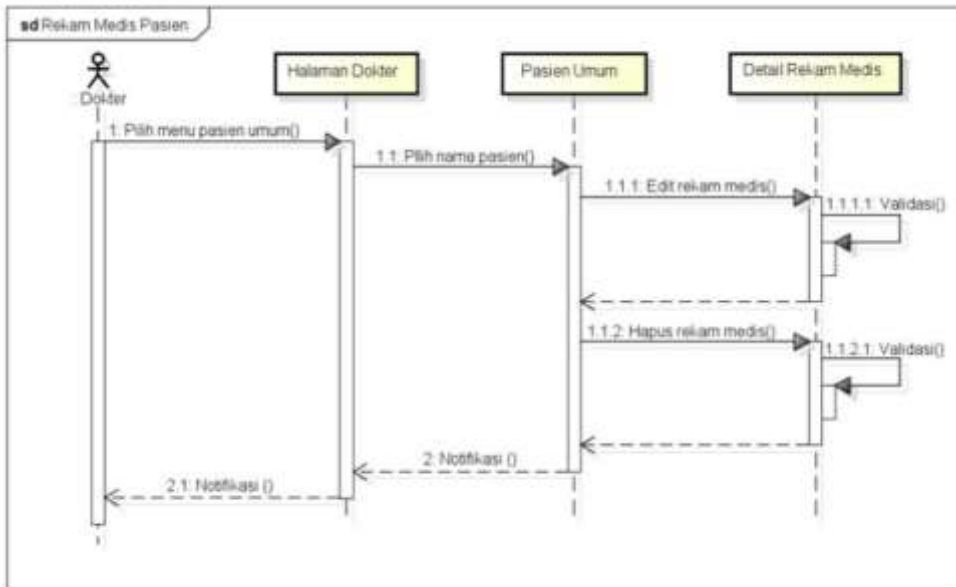 sd Rekam Medis Pasien
: Dokter
Halaman Dokter
Pasien Umum
Detail Rekam Medis
1: Pilih menu pasien umum()
1.1: Pilih nama pasien()
1.1.1: Edit rekam medis()
1.1.1.1: Validasi()
1.1.2: Hapus rekam medis()
1.1.2.1: Validasi()
2: Notifikasi ()
2.1: Notifikasi ()